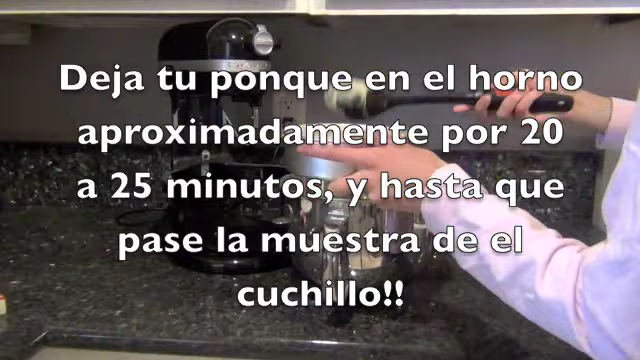 Deja tu ponque en el horno
aproximadamente por 20
a 25 minutos, y hasta que
pase la muestra de el
cuchillo!!